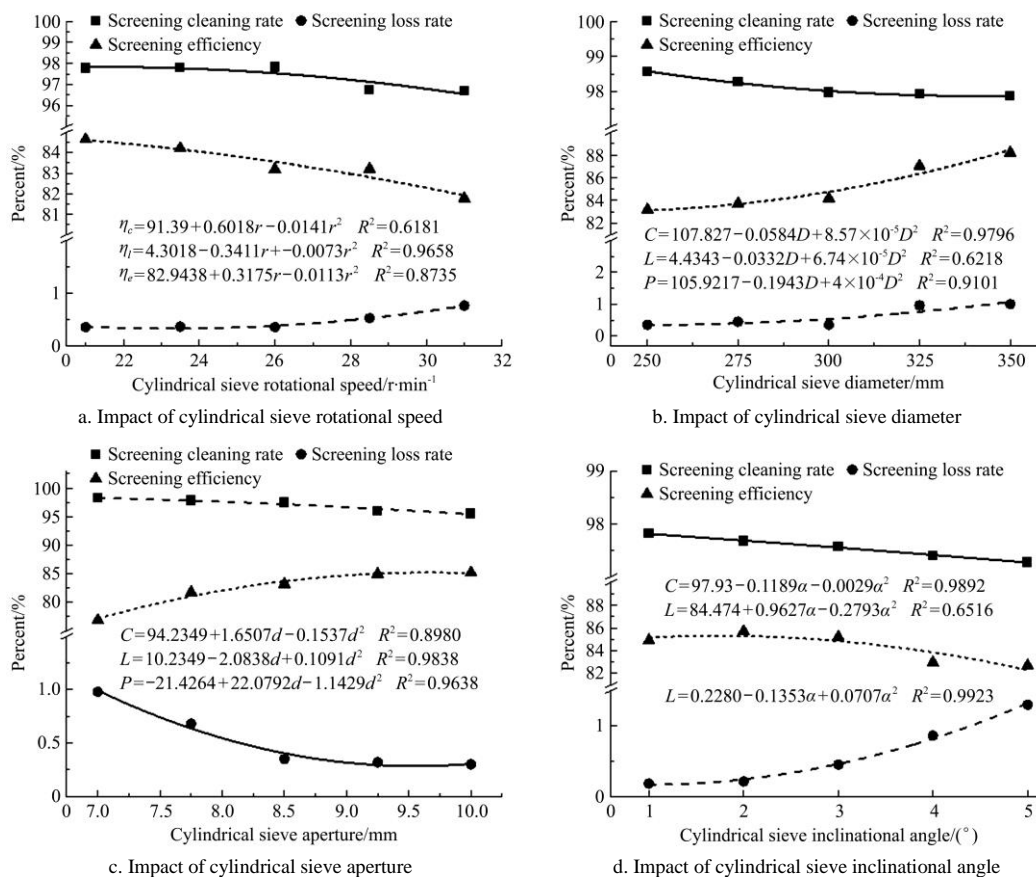 Screening cleaning rate Screening loss rate
Screening efficiency
100
99
98
97
96
95
84
83
82
81
1
0
Percent/%
η_c=91.39+0.6018r−0.0141r² R²=0.6181
η_l=4.3018−0.3411r+−0.0073r² R²=0.9658
η_e=82.9438+0.3175r−0.0113r² R²=0.8735
0 22 24 26 28 30 32
Cylindrical sieve rotational speed/r·min⁻¹
a. Impact of cylindrical sieve rotational speed
Screening cleaning rate Screening loss rate
Screening efficiency
100
99
98
88
86
84
82
2
1
0
Percent/%
C=107.827−0.0584D+8.57×10⁻⁵D² R²=0.9796
L=4.4343−0.0332D+6.74×10⁻⁵D² R²=0.6218
P=105.9217−0.1943D+4×10⁻⁴D² R²=0.9101
0 250 275 300 325 350
Cylindrical sieve diameter/mm
b. Impact of cylindrical sieve diameter
Screening cleaning rate Screening loss rate
Screening efficiency
100
95
85
80
1.0
0.5
0
Percent/%
C=94.2349+1.6507d−0.1537d² R²=0.8980
L=10.2349−2.0838d+0.1091d² R²=0.9838
P=−21.4264+22.0792d−1.1429d² R²=0.9638
0 7.0 7.5 8.0 8.5 9.0 9.5 10.0
Cylindrical sieve aperture/mm
c. Impact of cylindrical sieve aperture
99
Screening cleaning rate Screening loss rate
Screening efficiency
98
86
84
82
1
0
Percent/%
C=97.93−0.1189α−0.0029α² R²=0.9892
L=84.474+0.9627α−0.2793α² R²=0.6516
L=0.2280−0.1353α+0.0707α² R²=0.9923
0 1 2 3 4 5
Cylindrical sieve inclinational angle/(°)
d. Impact of cylindrical sieve inclinational angle